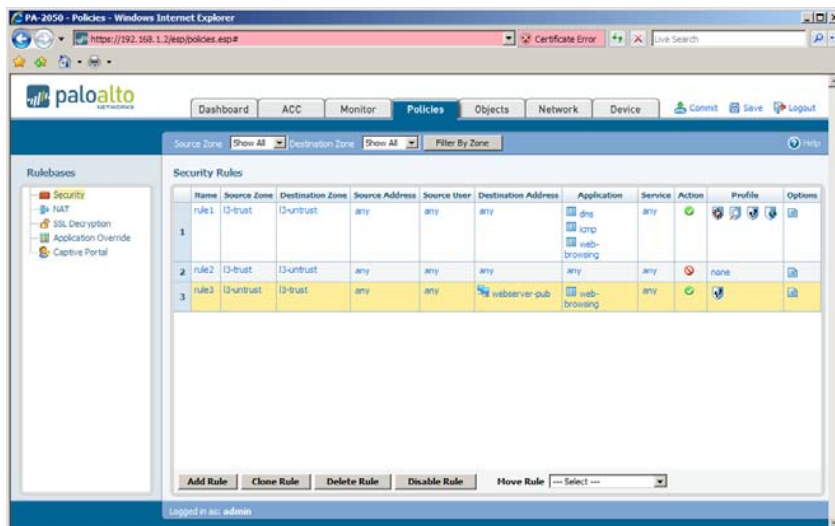 PA-2050 - Policies - Windows Internet Explorer
https://192.168.1.2/esp/policies.esp#
Certificate Error
Live Search
paloalto
NETWORKS
Dashboard ACC Monitor Policies Objects Network Device Commit Save Logout
Source Zone Show All Destination Zone Show All Filter By Zone Help
Rulebases
Security
NAT
SSL Decryption
Application Override
Captive Portal
Security Rules
Name Source Zone Destination Zone Source Address Source User Destination Address Application Service Action Profile Options
1 rule1 l3-trust l3-untrust any any any dns any
icmp
web-
browsing
2 rule2 l3-trust l3-untrust any any any any any none
3 rule3 l3-untrust l3-trust any any webserver-pub web- any
browsing
Add Rule Clone Rule Delete Rule Disable Rule Move Rule --- Select ---
Logged in as: admin